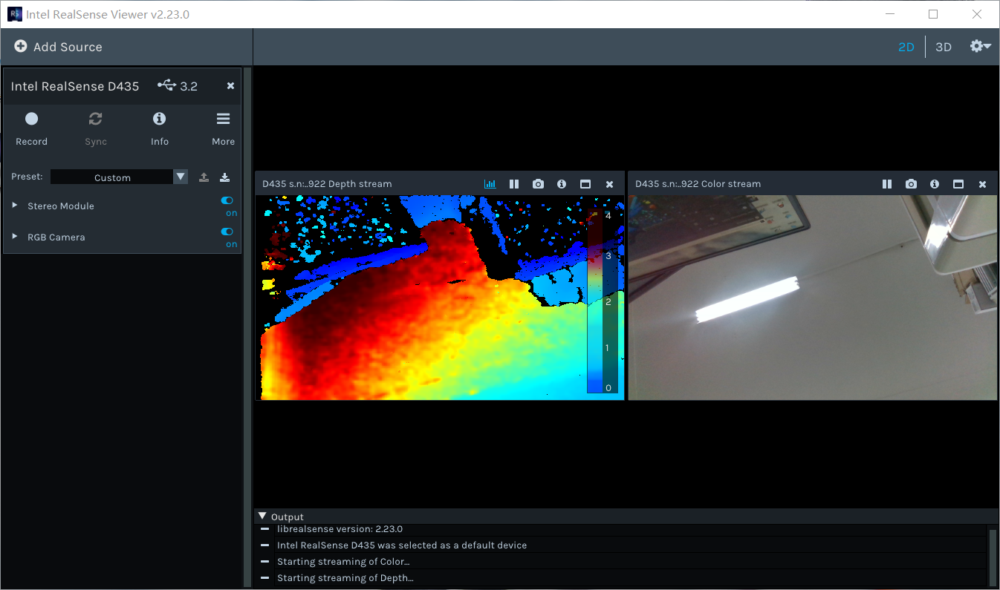 RS Intel RealSense Viewer v2.23.0
Add Source
2D 3D
Intel RealSense D435 3.2
Record Sync Info More
Preset: Custom
Stereo Module on
RGB Camera on
D435 s.n:..922 Depth stream
4
3
2
1
0
D435 s.n:..922 Color stream
Output
librealsense version: 2.23.0
Intel RealSense D435 was selected as a default device
Starting streaming of Color...
Starting streaming of Depth...